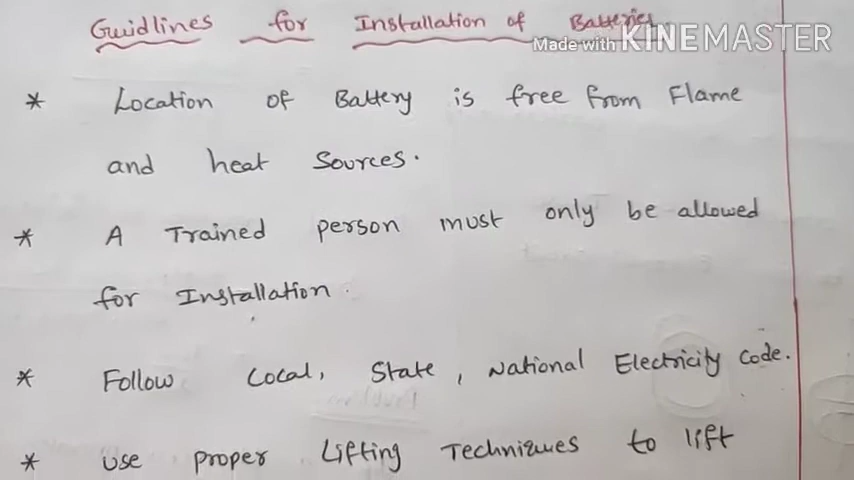 Guidlines for Installation of Batteries.
Made with KINEMASTER
* Location of Battery is free from Flame
and heat Sources.
* A Trained person must only be allowed
for Installation.
* Follow Local, State, National Electricity Code.
* use proper Lifting Techniques to lift